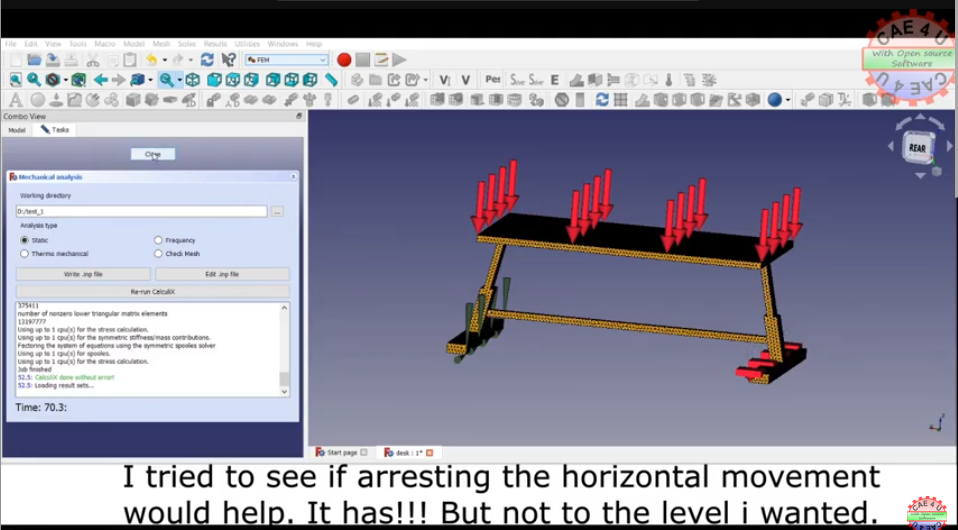 CAE 4 U
With Open source
Software
CAE 4 U
File Edit View Tools Macro Model Mesh Solve Results Utilities Windows Help
FEM
Combo View
Model Tasks
Close
Mechanical analysis
Working directory
D:/test_1
...
Analysis type
Static Frequency
Thermo mechanical Check Mesh
Write .inp file Edit .inp file
Re-run CalculiX
375411
number of nonzero lower triangular matrix elements
13197777
Using up to 1 cpu(s) for the stress calculation.
Using up to 1 cpu(s) for the symmetric stiffness/mass contributions.
Factoring the system of equations using the symmetric spooles solver
Using up to 1 cpu(s) for spooles.
Using up to 1 cpu(s) for the stress calculation.
Job finished
52.5: CalculiX done without error!
52.5: Loading result sets...
Time: 70.3:
REAR
Start page desk : 1*
I tried to see if arresting the horizontal movement
would help. It has!!! But not to the level i wanted.